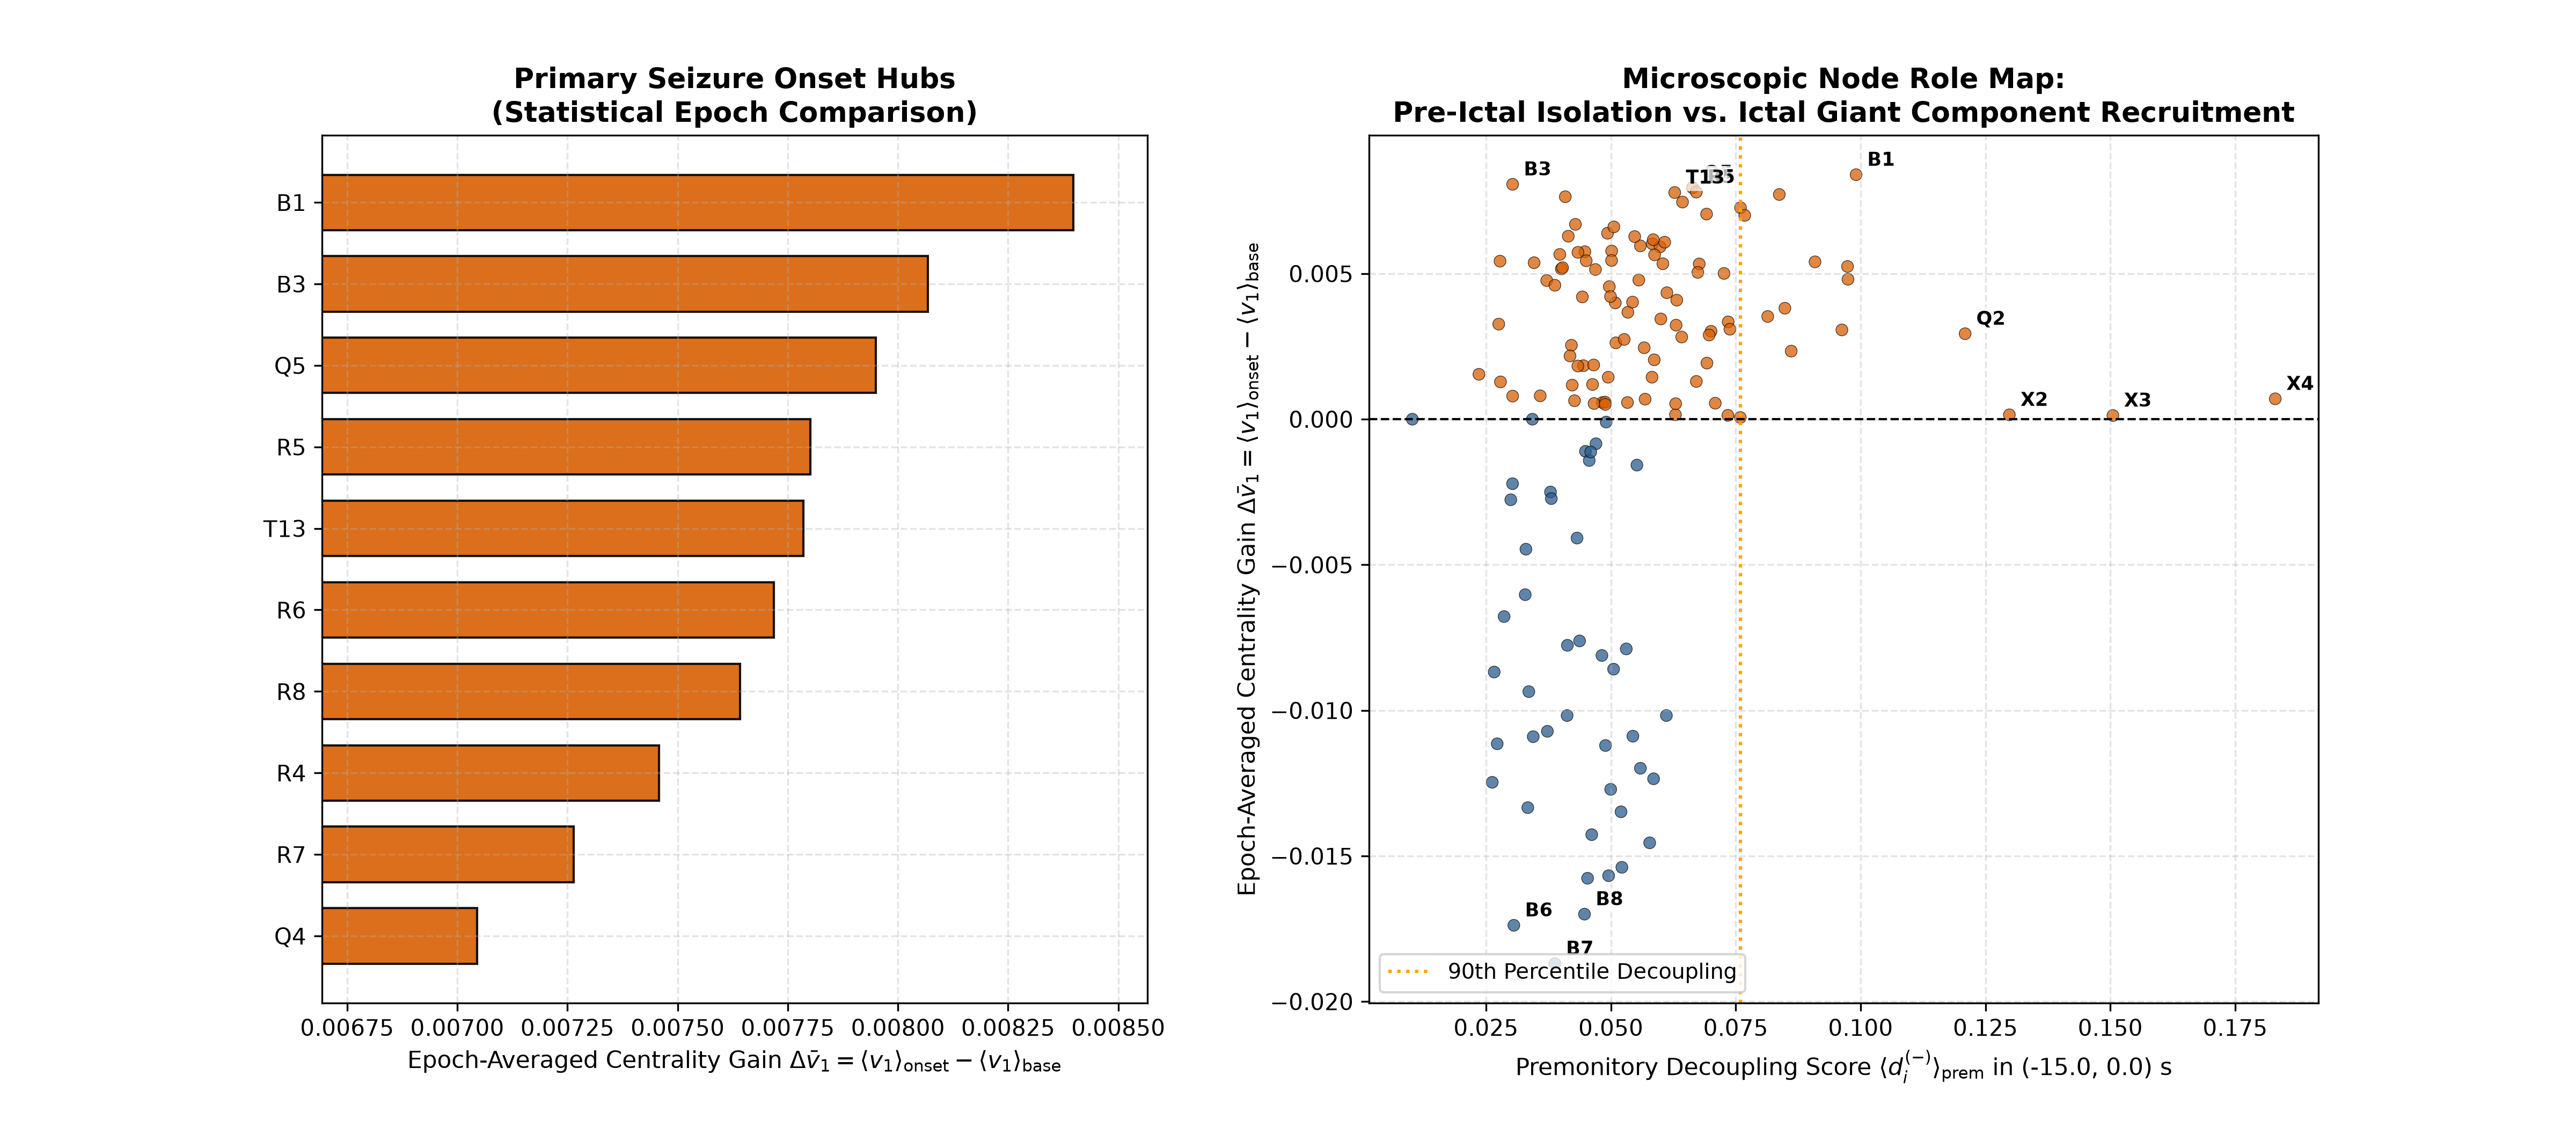 Primary Seizure Onset Hubs
(Statistical Epoch Comparison)
B1
B3
Q5
R5
T13
R6
R8
R4
R7
Q4
0.00675 0.00700 0.00725 0.00750 0.00775 0.00800 0.00825 0.00850
Epoch-Averaged Centrality Gain Δv̄₁ = ⟨v₁⟩onset − ⟨v₁⟩base
Microscopic Node Role Map:
Pre-Ictal Isolation vs. Ictal Giant Component Recruitment
Epoch-Averaged Centrality Gain Δv̄₁ = ⟨v₁⟩onset − ⟨v₁⟩base
0.005
0.000
−0.005
−0.010
−0.015
−0.020
B3
T13
B1
Q2
X4
X2
X3
B8
B6
B7
90th Percentile Decoupling
0.025 0.050 0.075 0.100 0.125 0.150 0.175
Premonitory Decoupling Score ⟨dᵢ⁽⁻⁾⟩prem in (-15.0, 0.0) s